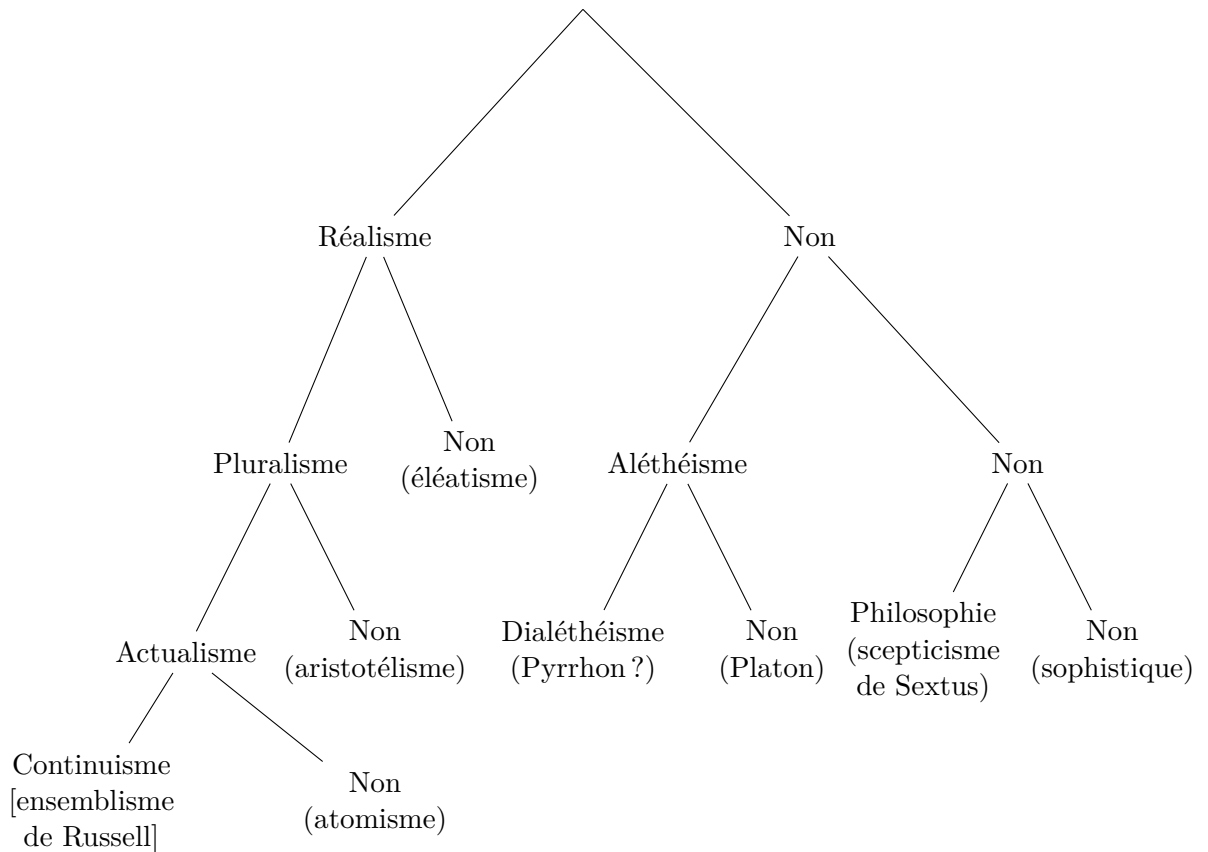 Réalisme
Non
Pluralisme
Non
(éléatisme)
Aléthéisme
Non
Actualisme
Non
(aristotélisme)
Dialéthéisme
(Pyrrhon ?)
Non
(Platon)
Philosophie
(scepticisme
de Sextus)
Non
(sophistique)
Continuisme
[ensemblisme
de Russell]
Non
(atomisme)